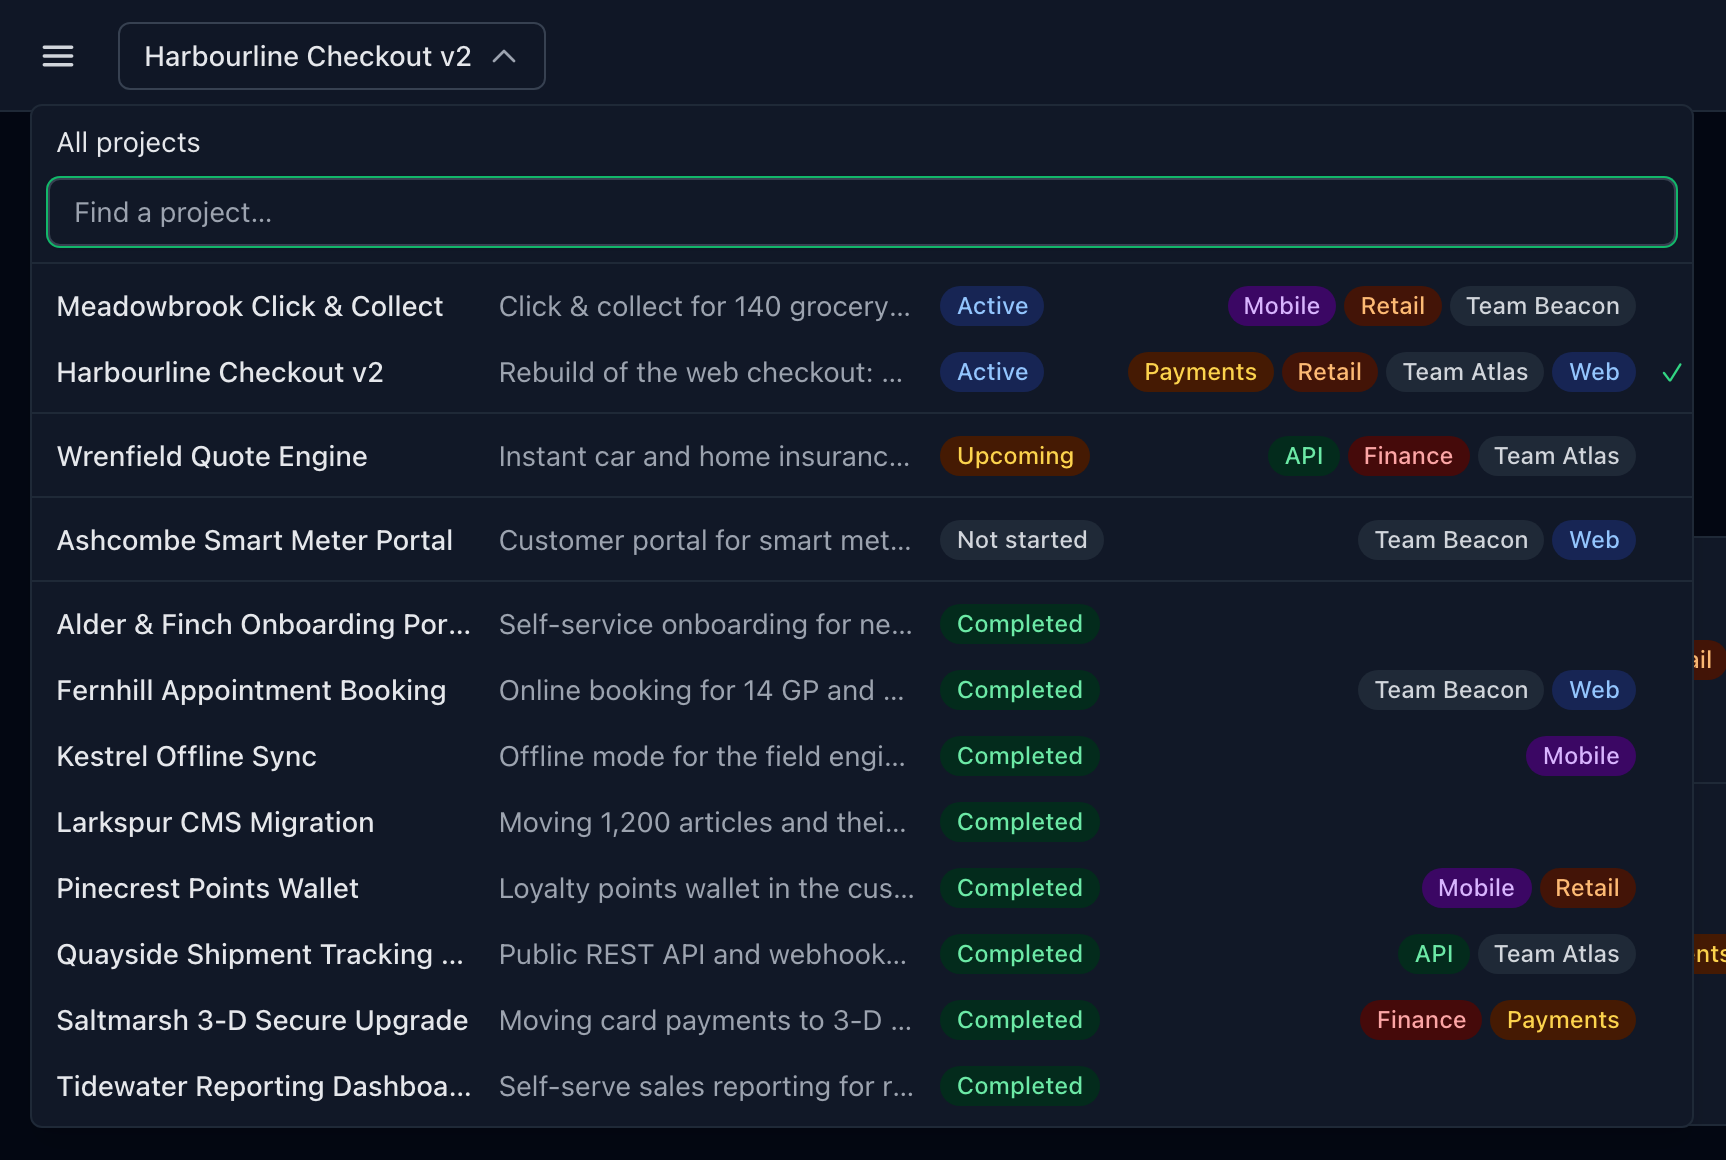 Harbourline Checkout v2
All projects
Find a project...
Meadowbrook Click & Collect Click & collect for 140 grocery... Active Mobile Retail Team Beacon
Harbourline Checkout v2 Rebuild of the web checkout: ... Active Payments Retail Team Atlas Web
Wrenfield Quote Engine Instant car and home insuranc... Upcoming API Finance Team Atlas
Ashcombe Smart Meter Portal Customer portal for smart met... Not started Team Beacon Web
Alder & Finch Onboarding Por... Self-service onboarding for ne... Completed
Fernhill Appointment Booking Online booking for 14 GP and ... Completed Team Beacon Web
Kestrel Offline Sync Offline mode for the field engi... Completed Mobile
Larkspur CMS Migration Moving 1,200 articles and thei... Completed
Pinecrest Points Wallet Loyalty points wallet in the cus... Completed Mobile Retail
Quayside Shipment Tracking ... Public REST API and webhook... Completed API Team Atlas
Saltmarsh 3-D Secure Upgrade Moving card payments to 3-D ... Completed Finance Payments
Tidewater Reporting Dashboa... Self-serve sales reporting for r... Completed